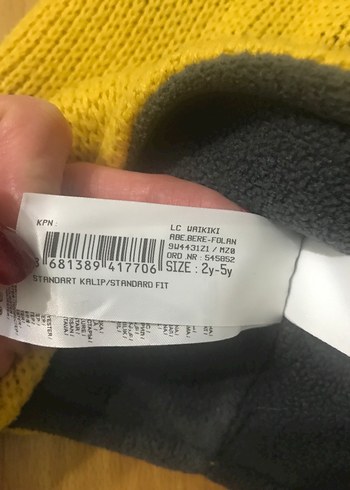 KPN :
LC WAIKIKI
ABE.BERE-FOLAN
9W4431Z1 / MZ0
ORD NR : 545852
8 681389 417706
SIZE : 2y-5y
STANDART KALIP/STANDARD FIT